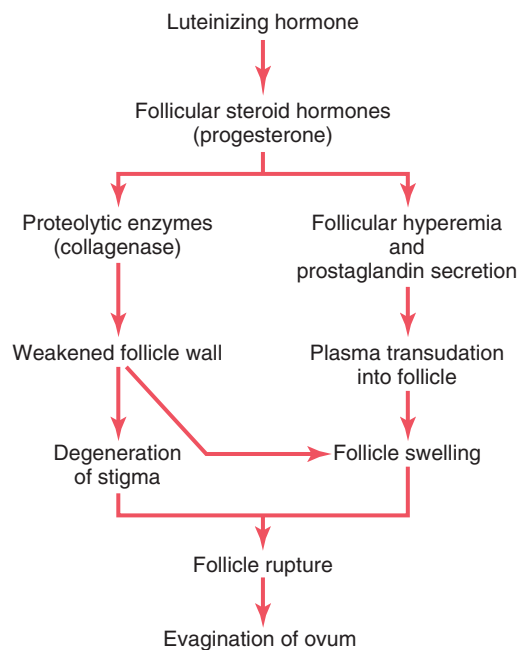 Luteinizing hormone
Follicular steroid hormones
(progesterone)
Proteolytic enzymes
(collagenase)
Follicular hyperemia
and
prostaglandin secretion
Weakened follicle wall
Plasma transudation
into follicle
Degeneration
of stigma
Follicle swelling
Follicle rupture
Evagination of ovum